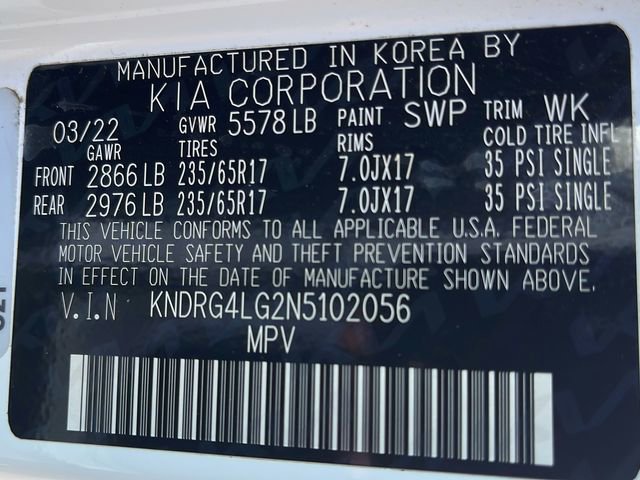 MANUFACTURED IN KOREA BY
KIA CORPORATION
03/22 GVWR 5578 LB PAINT SWP TRIM WK
GAWR TIRES RIMS COLD TIRE INFL
FRONT 2866 LB 235/65R17 7.0JX17 35 PSI SINGLE
REAR 2976 LB 235/65R17 7.0JX17 35 PSI SINGLE
THIS VEHICLE CONFORMS TO ALL APPLICABLE U.S.A. FEDERAL
MOTOR VEHICLE SAFETY AND THEFT PREVENTION STANDARDS
IN EFFECT ON THE DATE OF MANUFACTURE SHOWN ABOVE.
V.I.N KNDRG4LG2N5102056
MPV